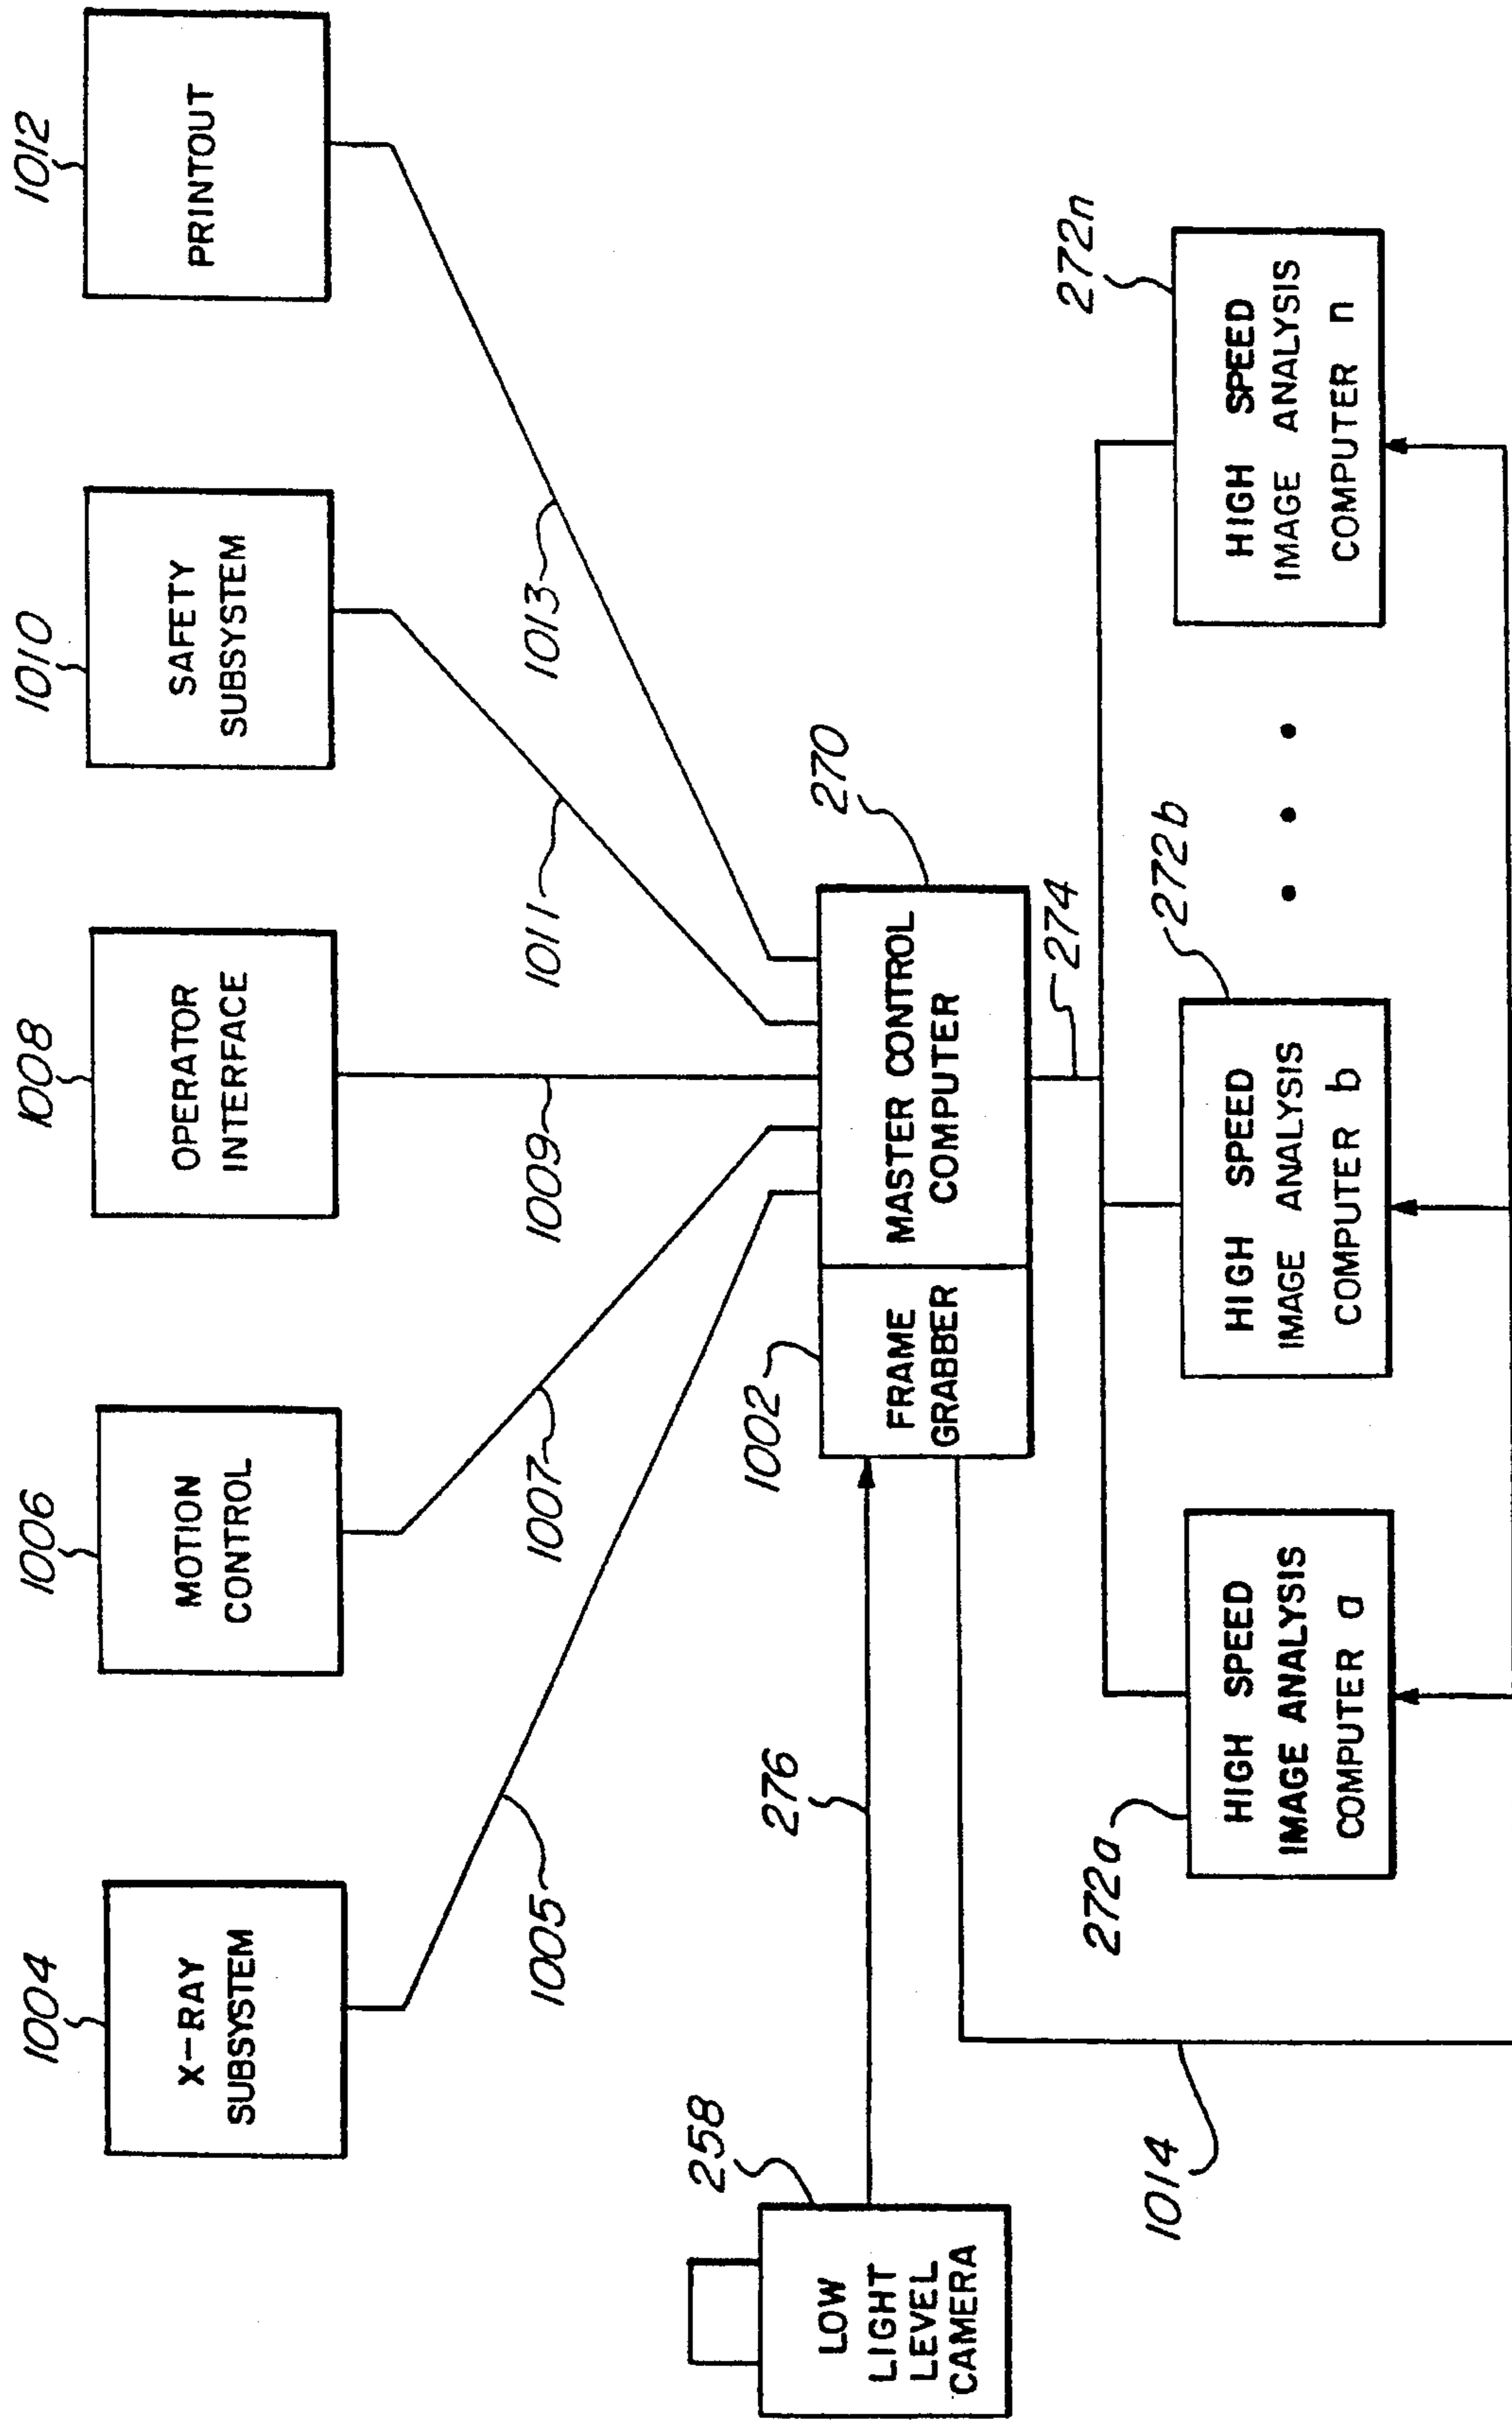 1004
1006
1008
1010
1012
X-RAY
SUBSYSTEM
MOTION
CONTROL
OPERATOR
INTERFACE
SAFETY
SUBSYSTEM
PRINTOUT
1005
1007
1009
1011
1013
258
LOW
LIGHT
LEVEL
CAMERA
276
1002
FRAME
GRABBER
MASTER CONTROL
COMPUTER
270
274
1014
272a
HIGH SPEED
IMAGE ANALYSIS
COMPUTER a
272b
HIGH SPEED
IMAGE ANALYSIS
COMPUTER b
• • •
272n
HIGH SPEED
IMAGE ANALYSIS
COMPUTER n